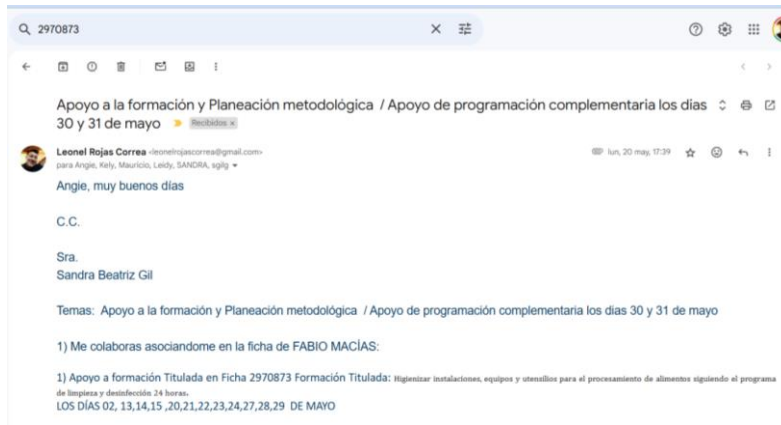 2970873
Apoyo a la formación y Planeación metodológica / Apoyo de programación complementaria los días
30 y 31 de mayo Recibidos x
Leonel Rojas Correa <leonelrojascorrea@gmail.com> lun, 20 may, 17:39
para Angie, Kely, Mauricio, Leidy, SANDRA, sgilg
Angie, muy buenos días
C.C.
Sra.
Sandra Beatriz Gil
Temas: Apoyo a la formación y Planeación metodológica / Apoyo de programación complementaria los días 30 y 31 de mayo
1) Me colaboras asociandome en la ficha de FABIO MACÍAS:
1) Apoyo a formación Titulada en Ficha 2970873 Formación Titulada: Higienizar instalaciones, equipos y utensilios para el procesamiento de alimentos siguiendo el programa
de limpieza y desinfección 24 horas.
LOS DÍAS 02, 13,14,15 ,20,21,22,23,24,27,28,29 DE MAYO